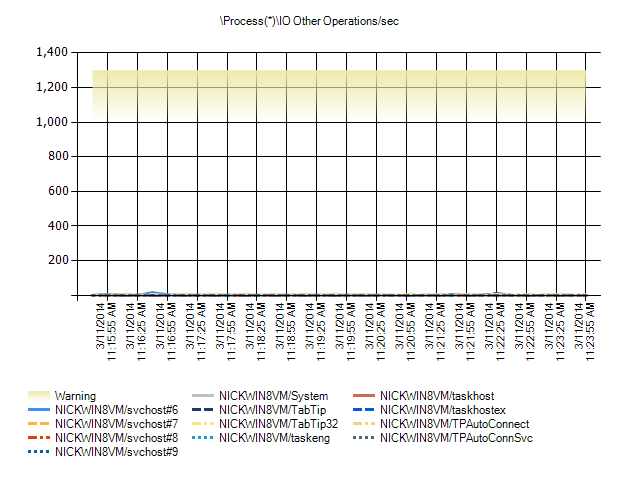 \Process(*)\IO Other Operations/sec
1,400
1,200
1,000
800
600
400
200
3/11/2014 11:15:55 AM
3/11/2014 11:16:25 AM
3/11/2014 11:16:55 AM
3/11/2014 11:17:25 AM
3/11/2014 11:17:55 AM
3/11/2014 11:18:25 AM
3/11/2014 11:18:55 AM
3/11/2014 11:19:25 AM
3/11/2014 11:19:55 AM
3/11/2014 11:20:25 AM
3/11/2014 11:20:55 AM
3/11/2014 11:21:25 AM
3/11/2014 11:21:55 AM
3/11/2014 11:22:25 AM
3/11/2014 11:22:55 AM
3/11/2014 11:23:25 AM
3/11/2014 11:23:55 AM
Warning NICKWIN8VM/System NICKWIN8VM/taskhost
NICKWIN8VM/svchost#6 NICKWIN8VM/TabTip NICKWIN8VM/taskhostex
NICKWIN8VM/svchost#7 NICKWIN8VM/TabTip32 NICKWIN8VM/TPAutoConnect
NICKWIN8VM/svchost#8 NICKWIN8VM/taskeng NICKWIN8VM/TPAutoConnSvc
NICKWIN8VM/svchost#9